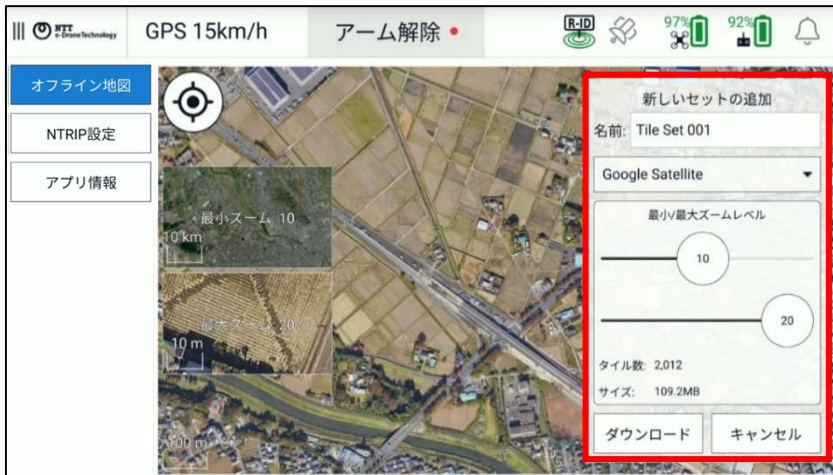 NTT
e-Drone Technology
GPS 15km/h
アーム解除
R-ID
97%
92%
オフライン地図
NTRIP設定
アプリ情報
最小ズーム 10
10 km
最大ズーム 20
10 m
100 m
新しいセットの追加
名前: Tile Set 001
Google Satellite
最小/最大ズームレベル
10
20
タイル数: 2,012
サイズ: 109.2MB
ダウンロード
キャンセル